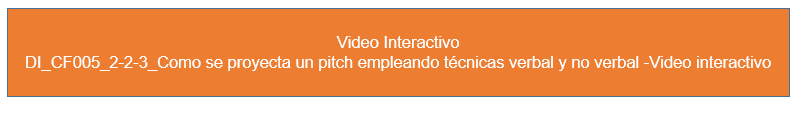 Video Interactivo
DI_CF005_2-2-3_Como se proyecta un pitch empleando técnicas verbal y no verbal -Video interactivo